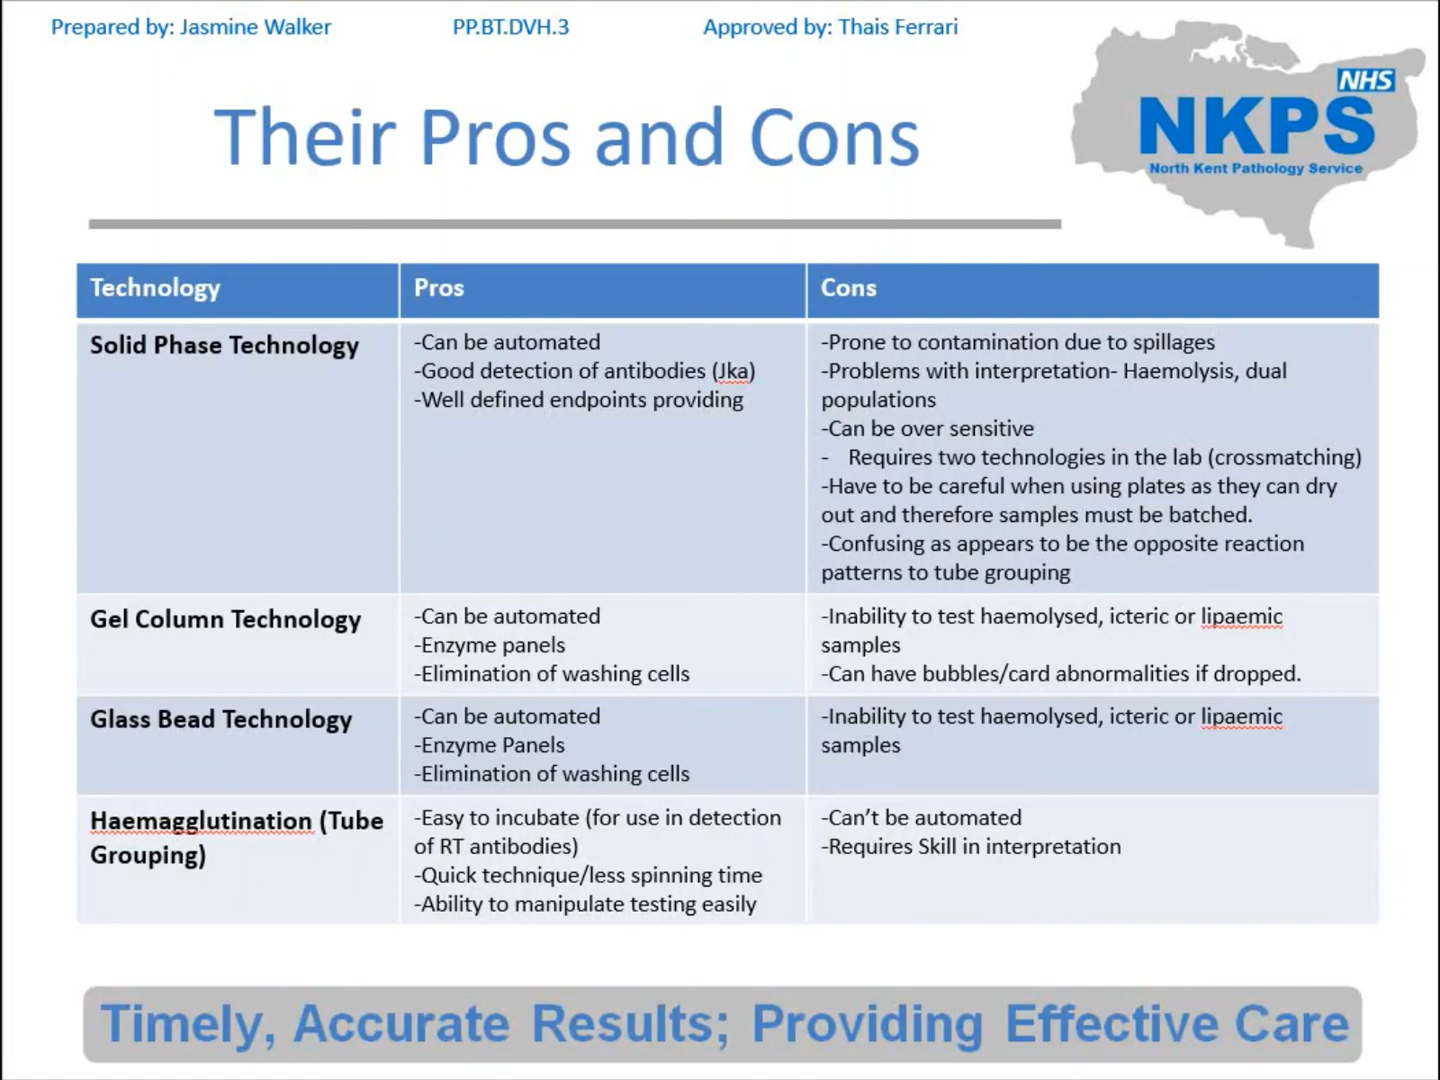 Prepared by: Jasmine Walker PP.BT.DVH.3 Approved by: Thais Ferrari
NHS
NKPS
North Kent Pathology Service
Their Pros and Cons
Technology
Pros
Cons
Solid Phase Technology
-Can be automated
-Good detection of antibodies (Jka)
-Well defined endpoints providing
-Prone to contamination due to spillages
-Problems with interpretation- Haemolysis, dual
populations
-Can be over sensitive
- Requires two technologies in the lab (crossmatching)
-Have to be careful when using plates as they can dry
out and therefore samples must be batched.
-Confusing as appears to be the opposite reaction
patterns to tube grouping
Gel Column Technology
-Can be automated
-Enzyme panels
-Elimination of washing cells
-Inability to test haemolysed, icteric or lipaemic
samples
-Can have bubbles/card abnormalities if dropped.
Glass Bead Technology
-Can be automated
-Enzyme Panels
-Elimination of washing cells
-Inability to test haemolysed, icteric or lipaemic
samples
Haemagglutination (Tube
Grouping)
-Easy to incubate (for use in detection
of RT antibodies)
-Quick technique/less spinning time
-Ability to manipulate testing easily
-Can’t be automated
-Requires Skill in interpretation
Timely, Accurate Results; Providing Effective Care